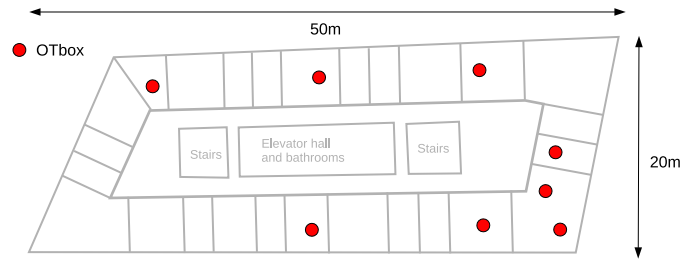 50m
OTbox
Elevator hall
and bathrooms
Stairs
Stairs
20m